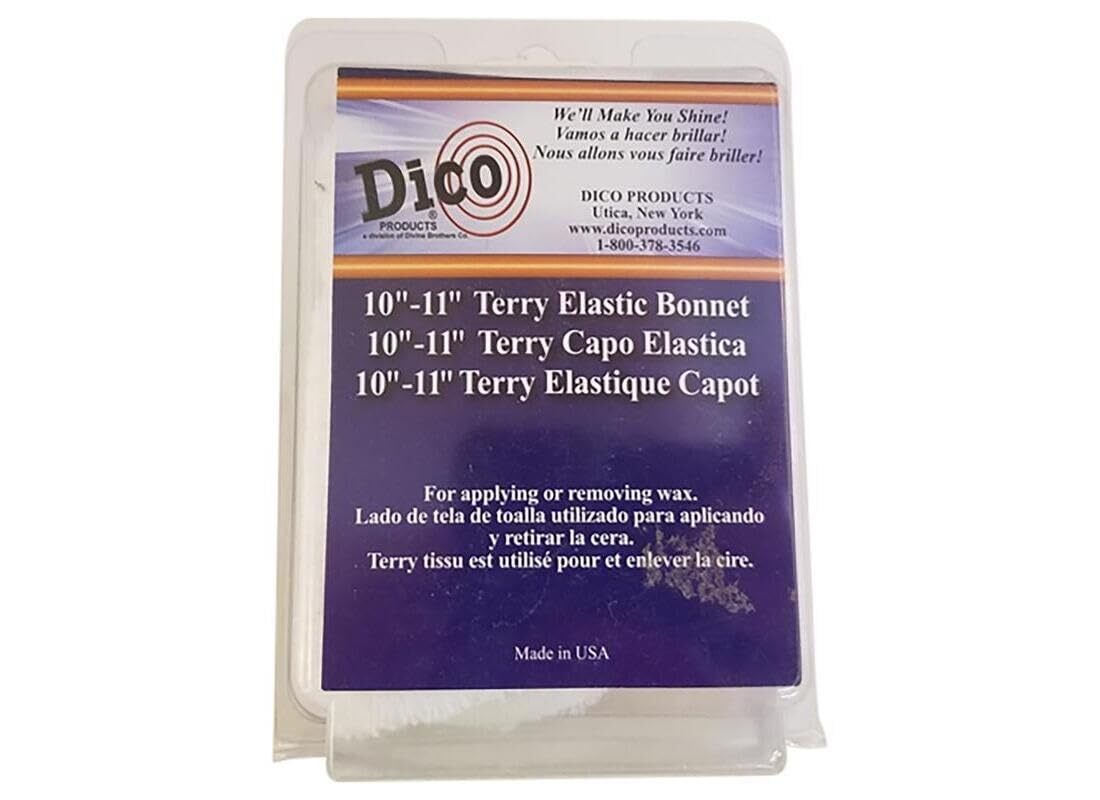 We'll Make You Shine!
Vamos a hacer brillar!
Nous allons vous faire briller!
Dico
®
PRODUCTS
a division of Divine Brothers Co.
DICO PRODUCTS
Utica, New York
www.dicoproducts.com
1-800-378-3546
10"-11" Terry Elastic Bonnet
10"-11" Terry Capo Elastica
10"-11" Terry Elastique Capot
For applying or removing wax.
Lado de tela de toalla utilizado para aplicando
y retirar la cera.
Terry tissu est utilisé pour et enlever la cire.
Made in USA